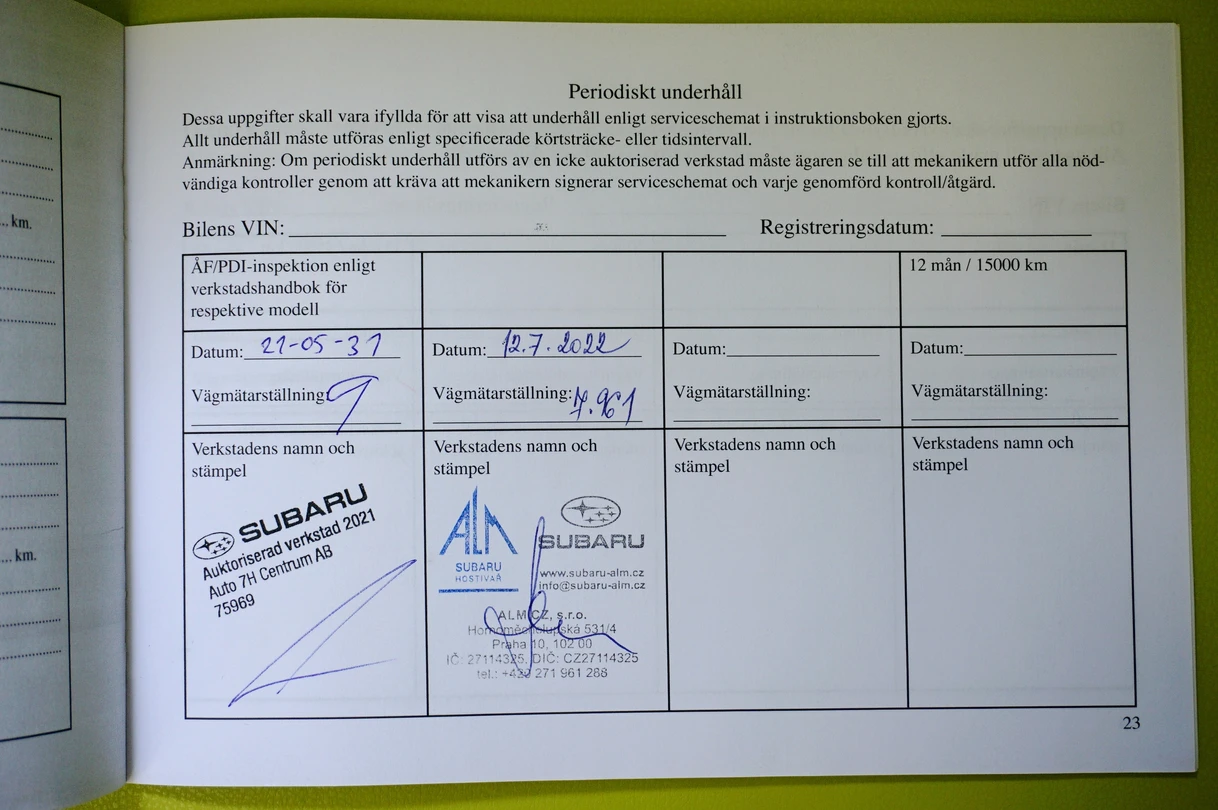 ... km.
... km.
Periodiskt underhåll
Dessa uppgifter skall vara ifyllda för att visa att underhåll enligt serviceschemat i instruktionsboken gjorts.
Allt underhåll måste utföras enligt specificerade körtsträcke- eller tidsintervall.
Anmärkning: Om periodiskt underhåll utförs av en icke auktoriserad verkstad måste ägaren se till att mekanikern utför alla nöd-
vändiga kontroller genom att kräva att mekanikern signerar serviceschemat och varje genomförd kontroll/åtgärd.
Bilens VIN: Registreringsdatum:
ÅF/PDI-inspektion enligt
verkstadshandbok för
respektive modell
Datum: 21-05-31
Vägmätarställning:
Verkstadens namn och
stämpel
SUBARU
Auktoriserad verkstad 2021
Auto 7H Centrum AB
75969
Datum: 12.7.2022
Vägmätarställning: 7.961
Verkstadens namn och
stämpel
ALM
SUBARU
HOSTIVAŘ
SUBARU
www.subaru-alm.cz
info@subaru-alm.cz
ALM CZ, s.r.o.
Hornoměcholupská 531/4
Praha 10, 102 00
IČ: 27114325, DIČ: CZ27114325
tel.: +420 271 961 288
Datum:
Vägmätarställning:
Verkstadens namn och
stämpel
12 mån / 15000 km
Datum:
Vägmätarställning:
Verkstadens namn och
stämpel
23